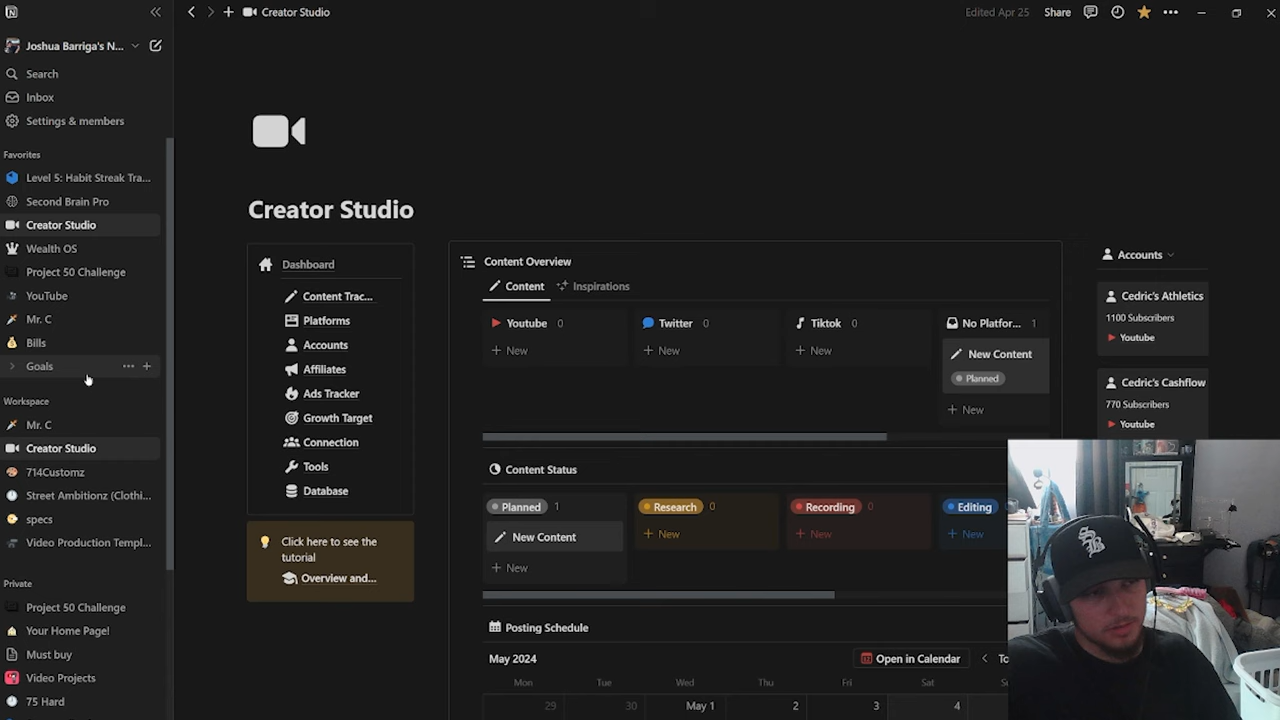 Creator Studio
Edited Apr 25
Share
Joshua Barriga's N...
Search
Inbox
Settings & members
Favorites
Level 5: Habit Streak Tra...
Second Brain Pro
Creator Studio
Wealth OS
Project 50 Challenge
YouTube
Mr. C
Bills
Goals
Workspace
Mr. C
Creator Studio
714Customz
Street Ambitionz (Clothi...
specs
Video Production Templ...
Private
Project 50 Challenge
Your Home Page!
Must buy
Video Projects
75 Hard
Creator Studio
Dashboard
Content Trac...
Platforms
Accounts
Affiliates
Ads Tracker
Growth Target
Connection
Tools
Database
Click here to see the
tutorial
Overview and...
Content Overview
Content
Inspirations
Youtube 0
+ New
Twitter 0
+ New
Tiktok 0
+ New
No Platfor... 1
New Content
Planned
+ New
Content Status
Planned 1
New Content
+ New
Research 0
+ New
Recording 0
+ New
Editing
+ New
Posting Schedule
May 2024
Open in Calendar
To
Mon Tue Wed Thu Fri Sat Su
29 30 May 1 2 3 4
Accounts
Cedric's Athletics
1100 Subscribers
Youtube
Cedric's Cashflow
770 Subscribers
Youtube
SB